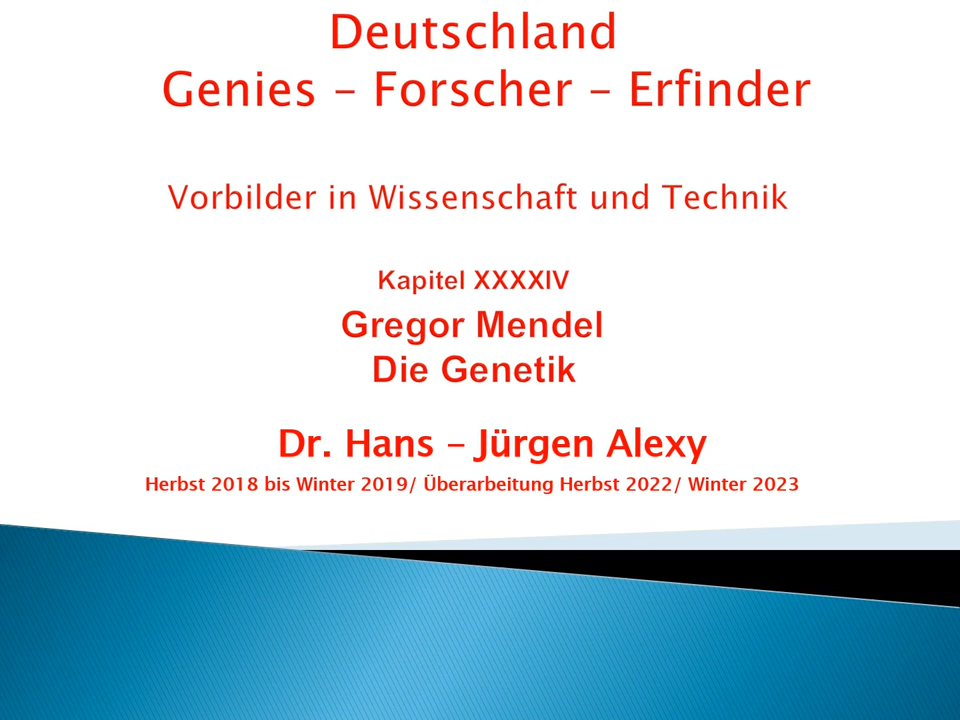 Deutschland
Genies – Forscher – Erfinder
Vorbilder in Wissenschaft und Technik
Kapitel XXXXIV
Gregor Mendel
Die Genetik
Dr. Hans – Jürgen Alexy
Herbst 2018 bis Winter 2019/ Überarbeitung Herbst 2022/ Winter 2023